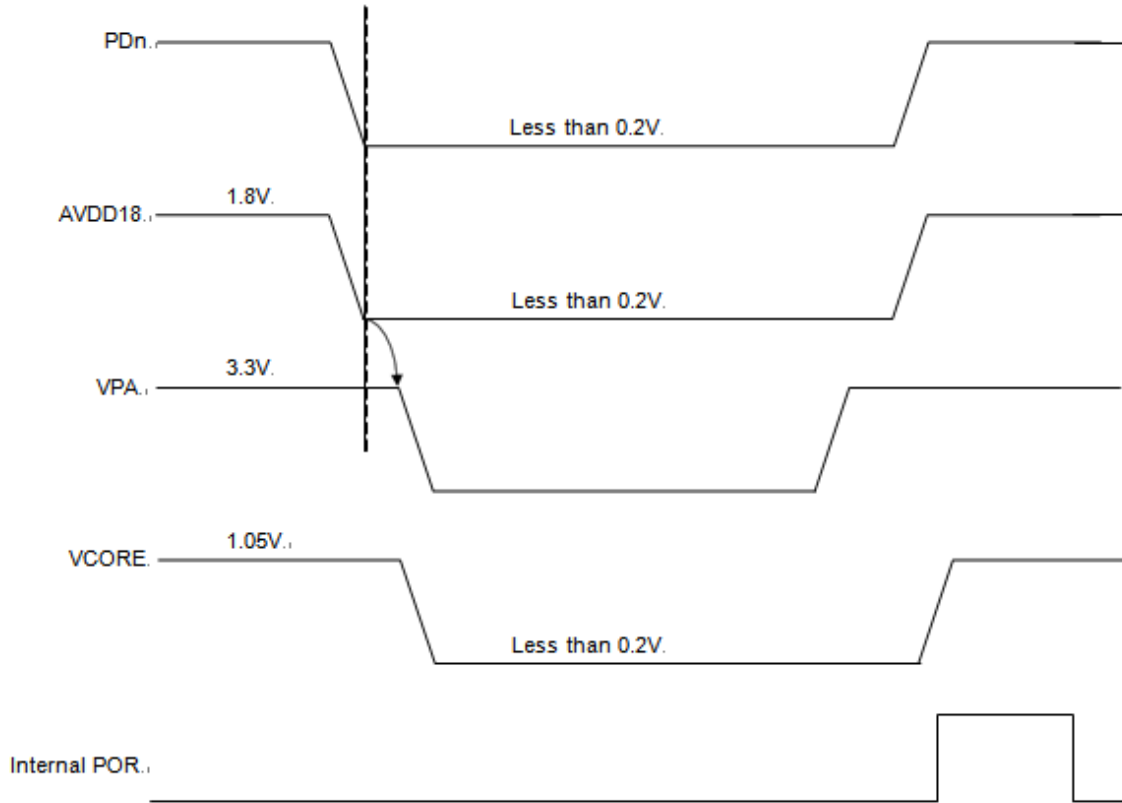 PDn.
Less than 0.2V.
1.8V.
AVDD18.
Less than 0.2V.
3.3V.
VPA.
1.05V.
VCORE.
Less than 0.2V.
Internal POR.